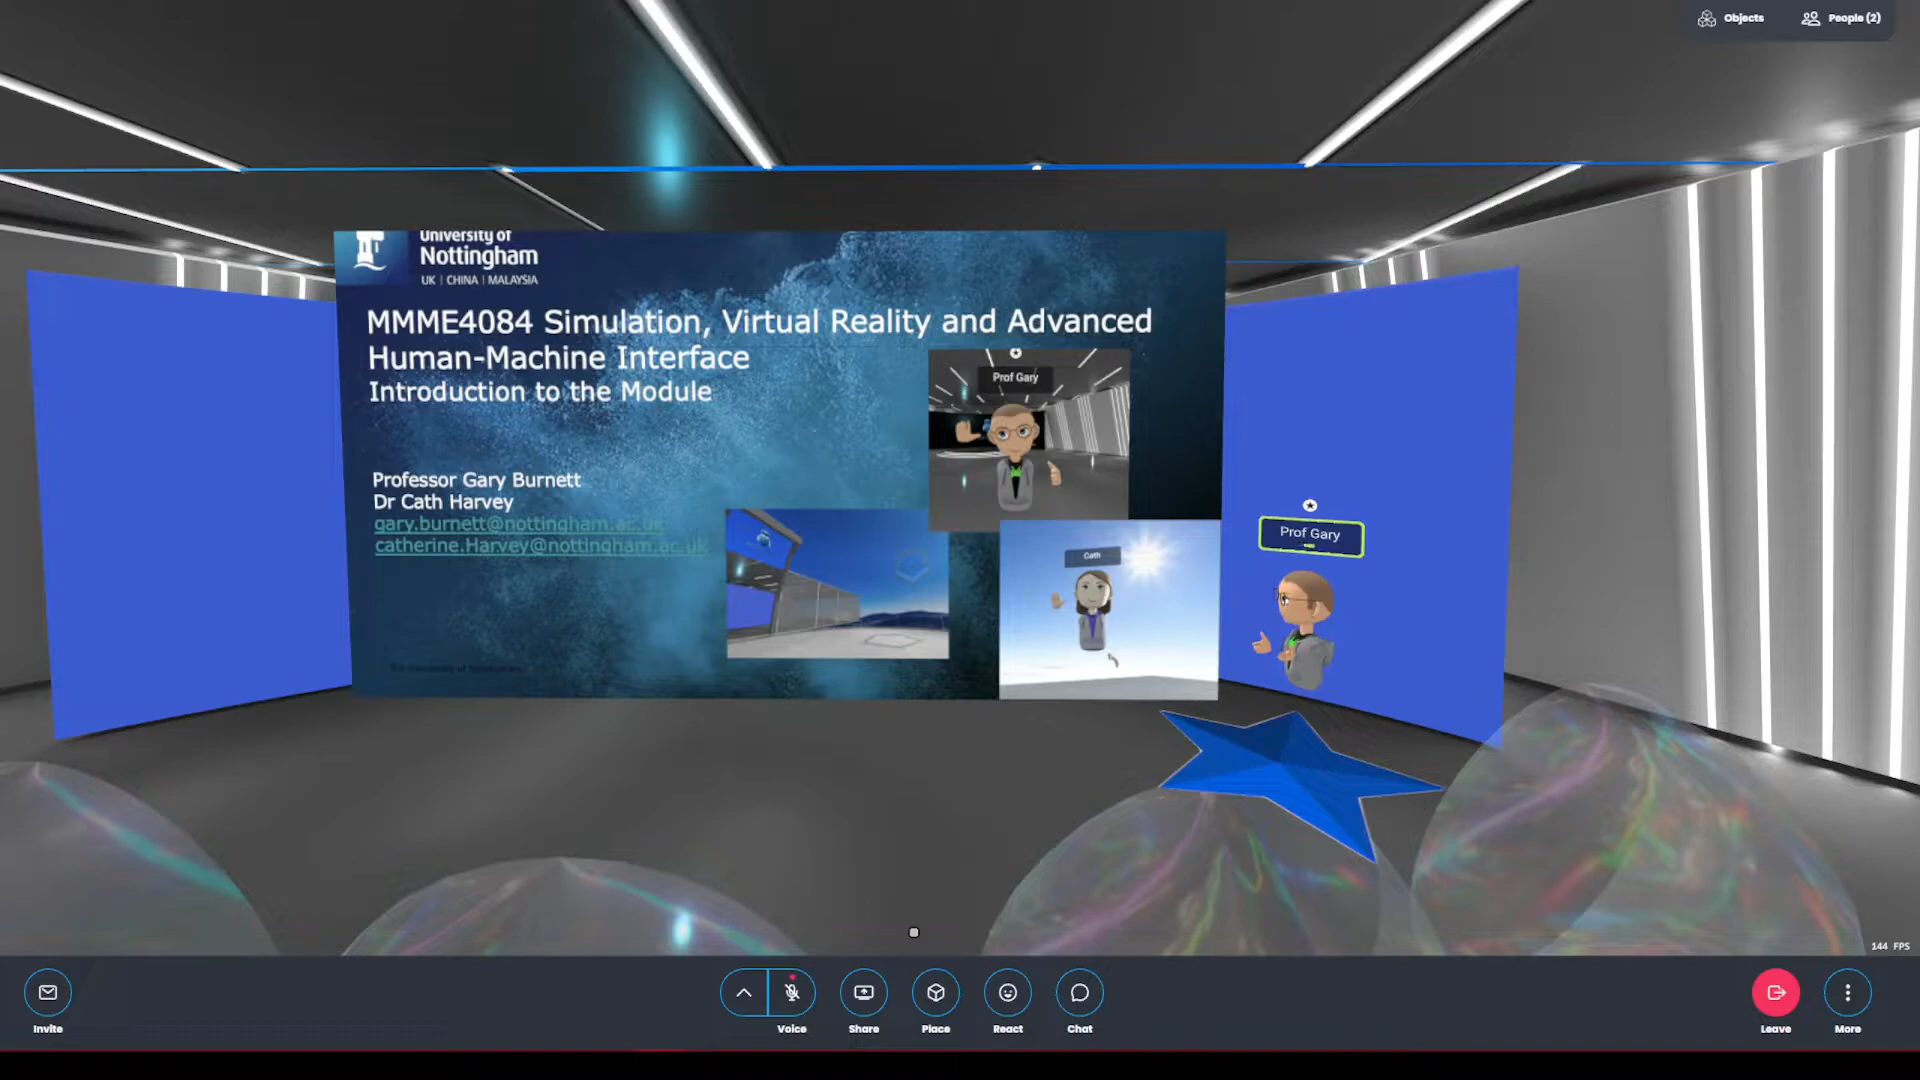 Objects
People (2)
University of
Nottingham
UK | CHINA | MALAYSIA
MMME4084 Simulation, Virtual Reality and Advanced
Human-Machine Interface
Introduction to the Module
Prof Gary
Professor Gary Burnett
Dr Cath Harvey
gary.burnett@nottingham.ac.uk
catherine.Harvey@nottingham.ac.uk
Cath
Prof Gary
144 FPS
Invite
Voice
Share
Place
React
Chat
Leave
More